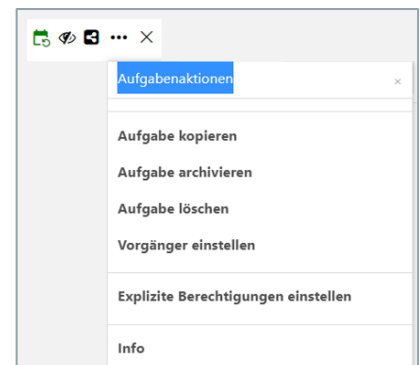 Aufgabenaktionen
Aufgabe kopieren
Aufgabe archivieren
Aufgabe löschen
Vorgänger einstellen
Explizite Berechtigungen einstellen
Info